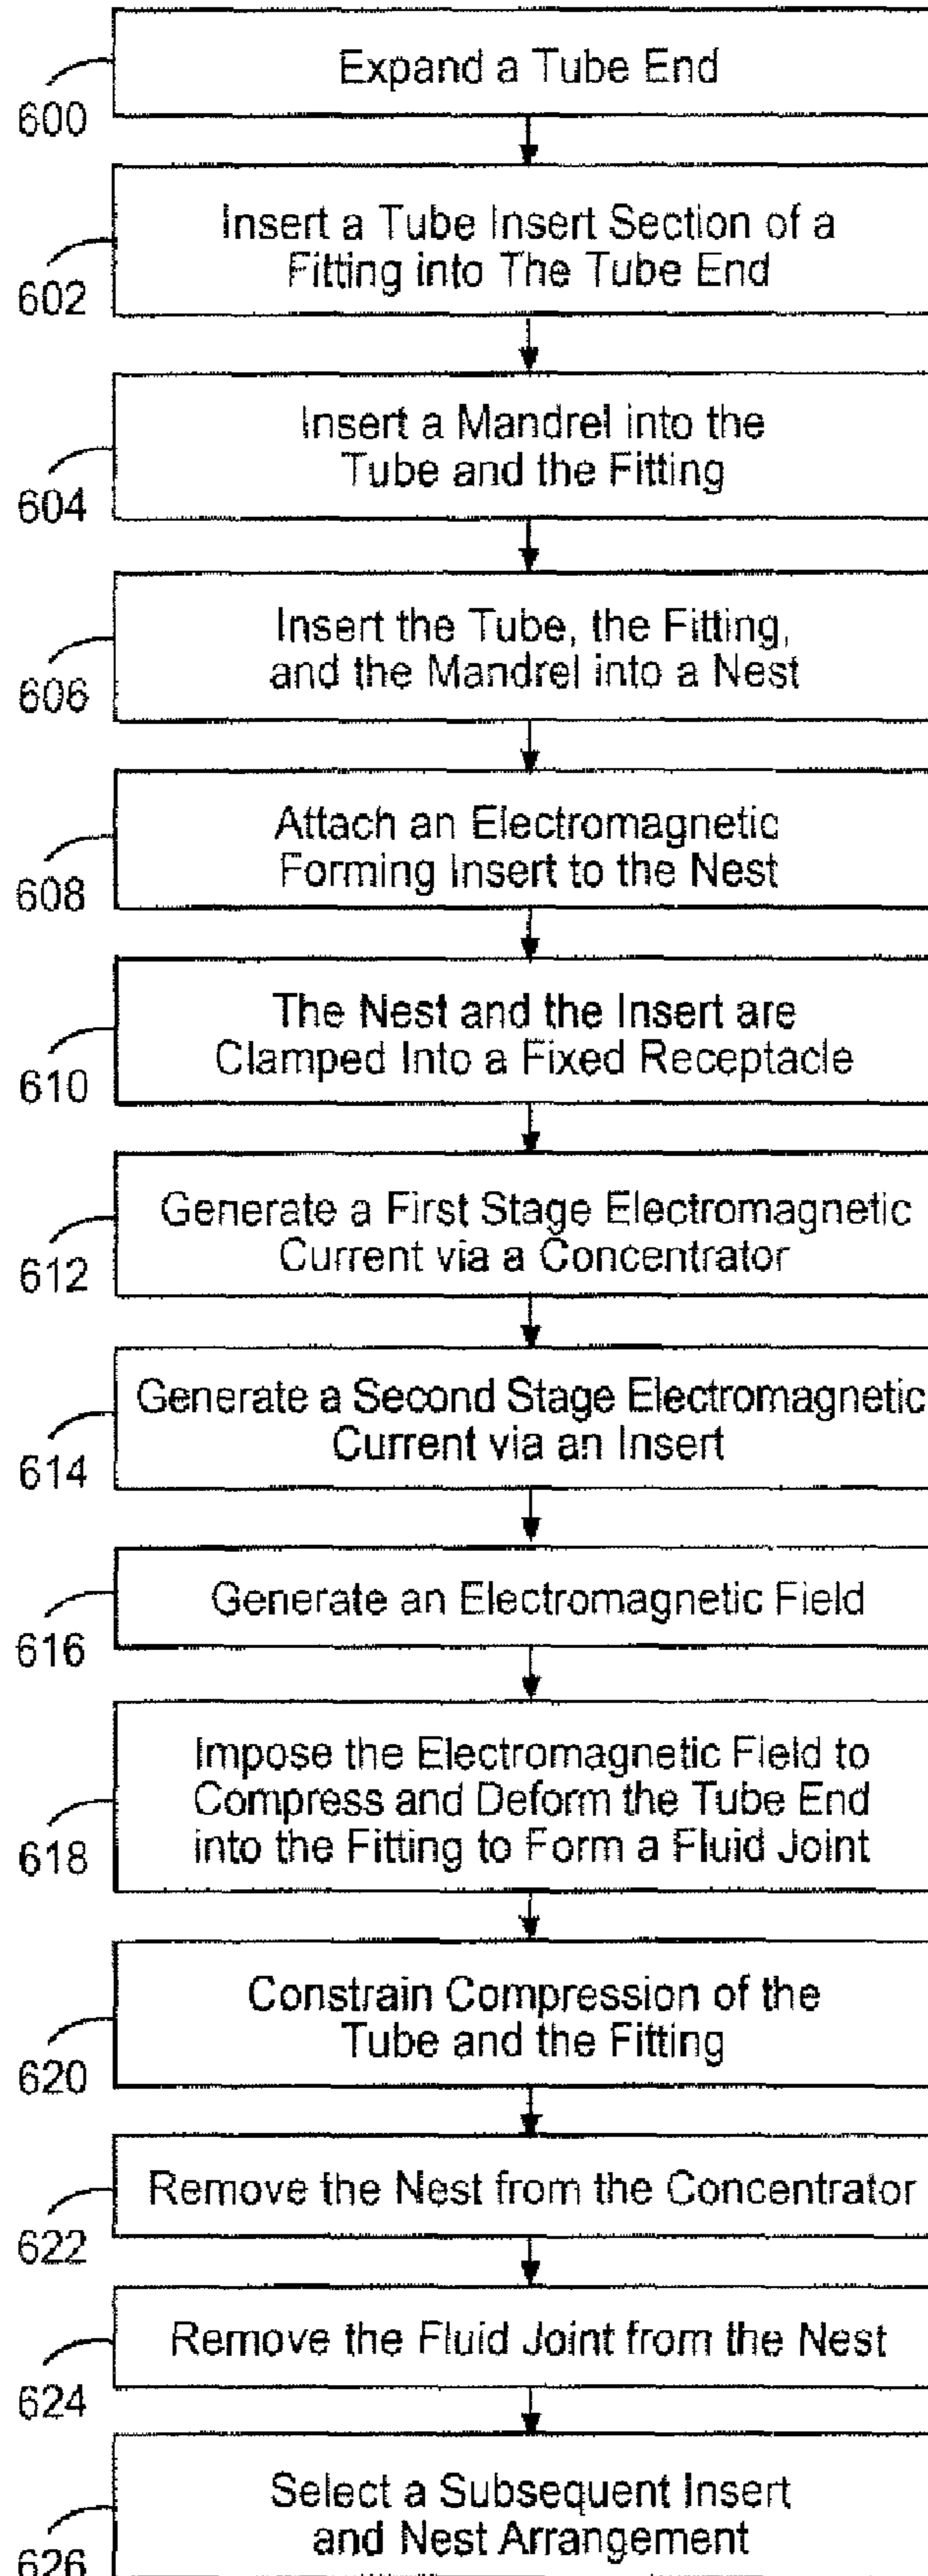 Expand a Tube End
600
Insert a Tube Insert Section of a
Fitting into The Tube End
602
Insert a Mandrel into the
Tube and the Fitting
604
Insert the Tube, the Fitting,
and the Mandrel into a Nest
606
Attach an Electromagnetic
Forming Insert to the Nest
608
The Nest and the Insert are
Clamped Into a Fixed Receptacle
610
Generate a First Stage Electromagnetic
Current via a Concentrator
612
Generate a Second Stage Electromagnetic
Current via an Insert
614
Generate an Electromagnetic Field
616
Impose the Electromagnetic Field to
Compress and Deform the Tube End
into the Fitting to Form a Fluid Joint
618
Constrain Compression of the
Tube and the Fitting
620
Remove the Nest from the Concentrator
622
Remove the Fluid Joint from the Nest
624
Select a Subsequent Insert
and Nest Arrangement
626